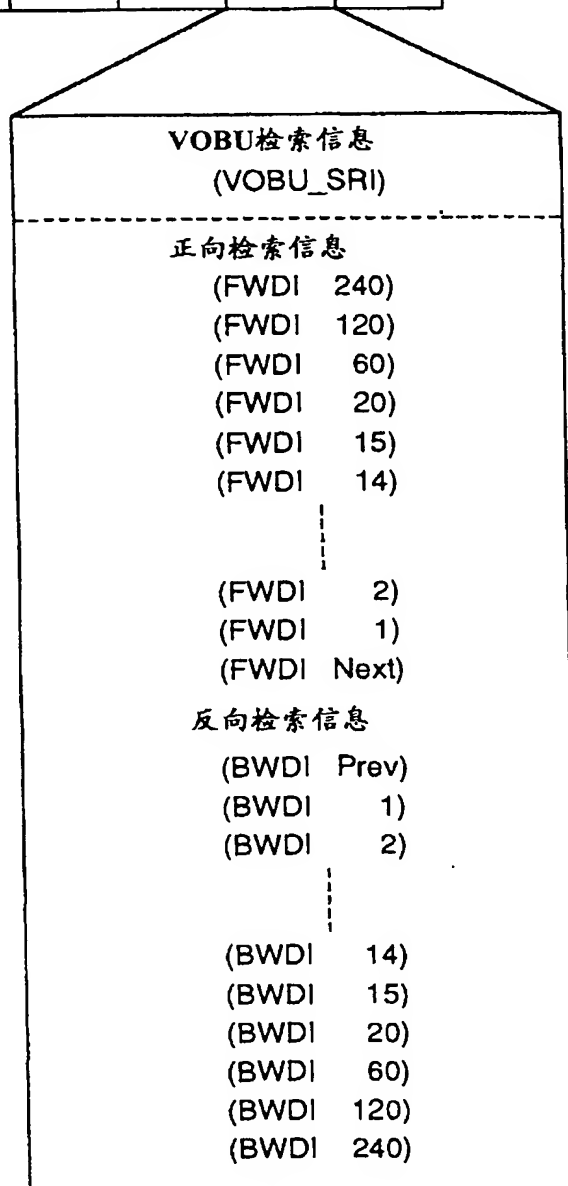 VOBU检索信息
(VOBU_SRI)
正向检索信息
(FWDI 240)
(FWDI 120)
(FWDI 60)
(FWDI 20)
(FWDI 15)
(FWDI 14)
(FWDI 2)
(FWDI 1)
(FWDI Next)
反向检索信息
(BWDI Prev)
(BWDI 1)
(BWDI 2)
(BWDI 14)
(BWDI 15)
(BWDI 20)
(BWDI 60)
(BWDI 120)
(BWDI 240)